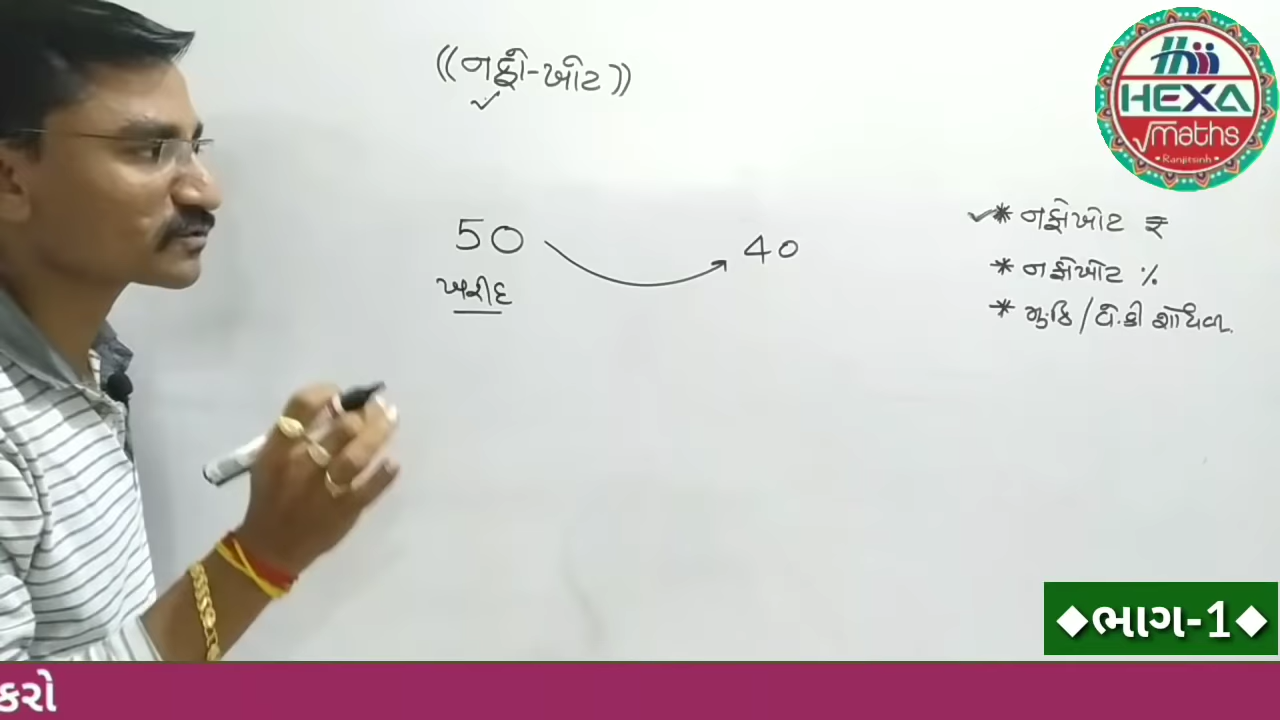 ((નફો-ખોટ))
50
40
ખરીદ
* નફોખોટ ₹
* નફોખોટ %
* મુ.કિં / વે.કી શોધવા.
HEXA
maths
Ranjitsinh
◆ભાગ-1◆
કરો